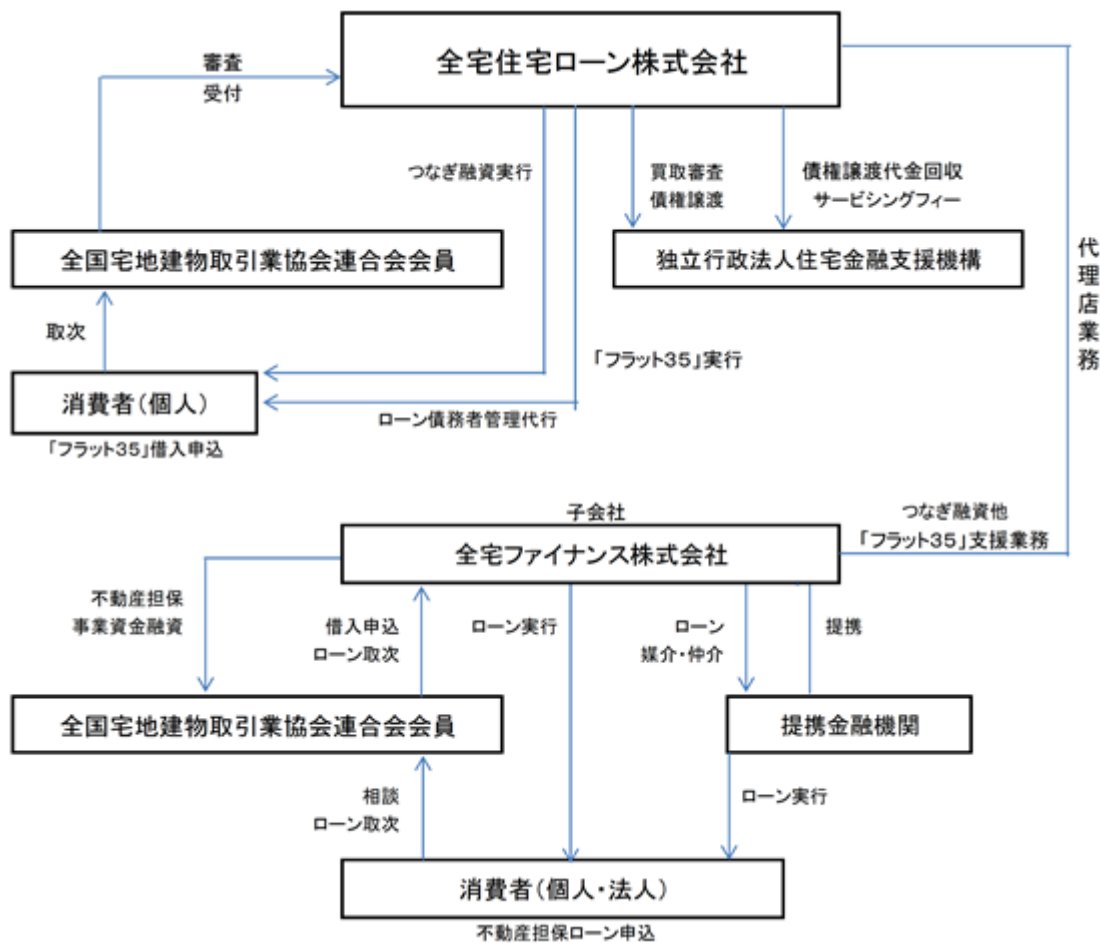 全宅住宅ローン株式会社
審査
受付
つなぎ融資実行
買取審査
債権譲渡
債権譲渡代金回収
サービシングフィー
代理店業務
全国宅地建物取引業協会連合会会員
独立行政法人住宅金融支援機構
取次
「フラット35」実行
消費者(個人)
ローン債務者管理代行
「フラット35」借入申込
子会社
全宅ファイナンス株式会社
つなぎ融資他
「フラット35」支援業務
不動産担保
事業資金融資
借入申込
ローン取次
ローン実行
ローン
媒介・仲介
提携
全国宅地建物取引業協会連合会会員
提携金融機関
相談
ローン取次
ローン実行
消費者(個人・法人)
不動産担保ローン申込